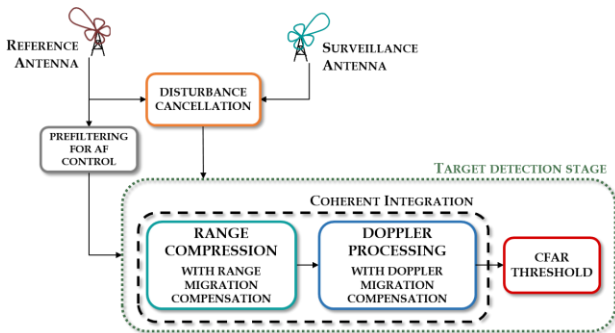 REFERENCE
ANTENNA
SURVEILLANCE
ANTENNA
DISTURBANCE
CANCELLATION
PREFILTERING
FOR AF
CONTROL
TARGET DETECTION STAGE
COHERENT INTEGRATION
RANGE
COMPRESSION
WITH RANGE
MIGRATION
COMPENSATION
DOPPLER
PROCESSING
WITH DOPPLER
MIGRATION
COMPENSATION
CFAR
THRESHOLD